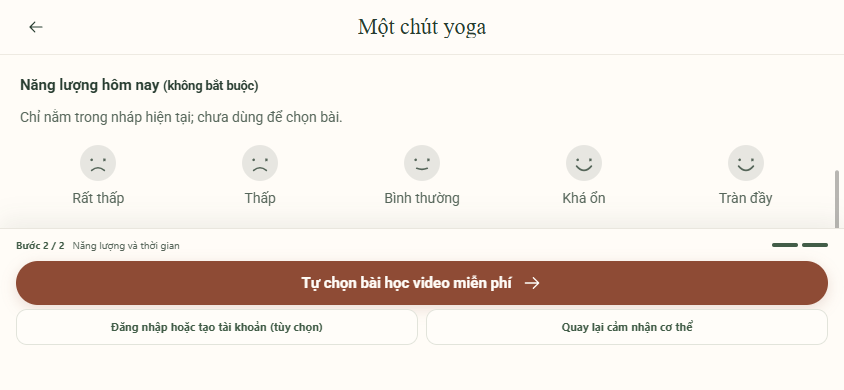 Một chút yoga
Năng lượng hôm nay (không bắt buộc)
Chỉ nằm trong nháp hiện tại; chưa dùng để chọn bài.
Rất thấp
Thấp
Bình thường
Khá ổn
Tràn đầy
Bước 2 / 2 Năng lượng và thời gian
Tự chọn bài học video miễn phí
Đăng nhập hoặc tạo tài khoản (tùy chọn)
Quay lại cảm nhận cơ thể